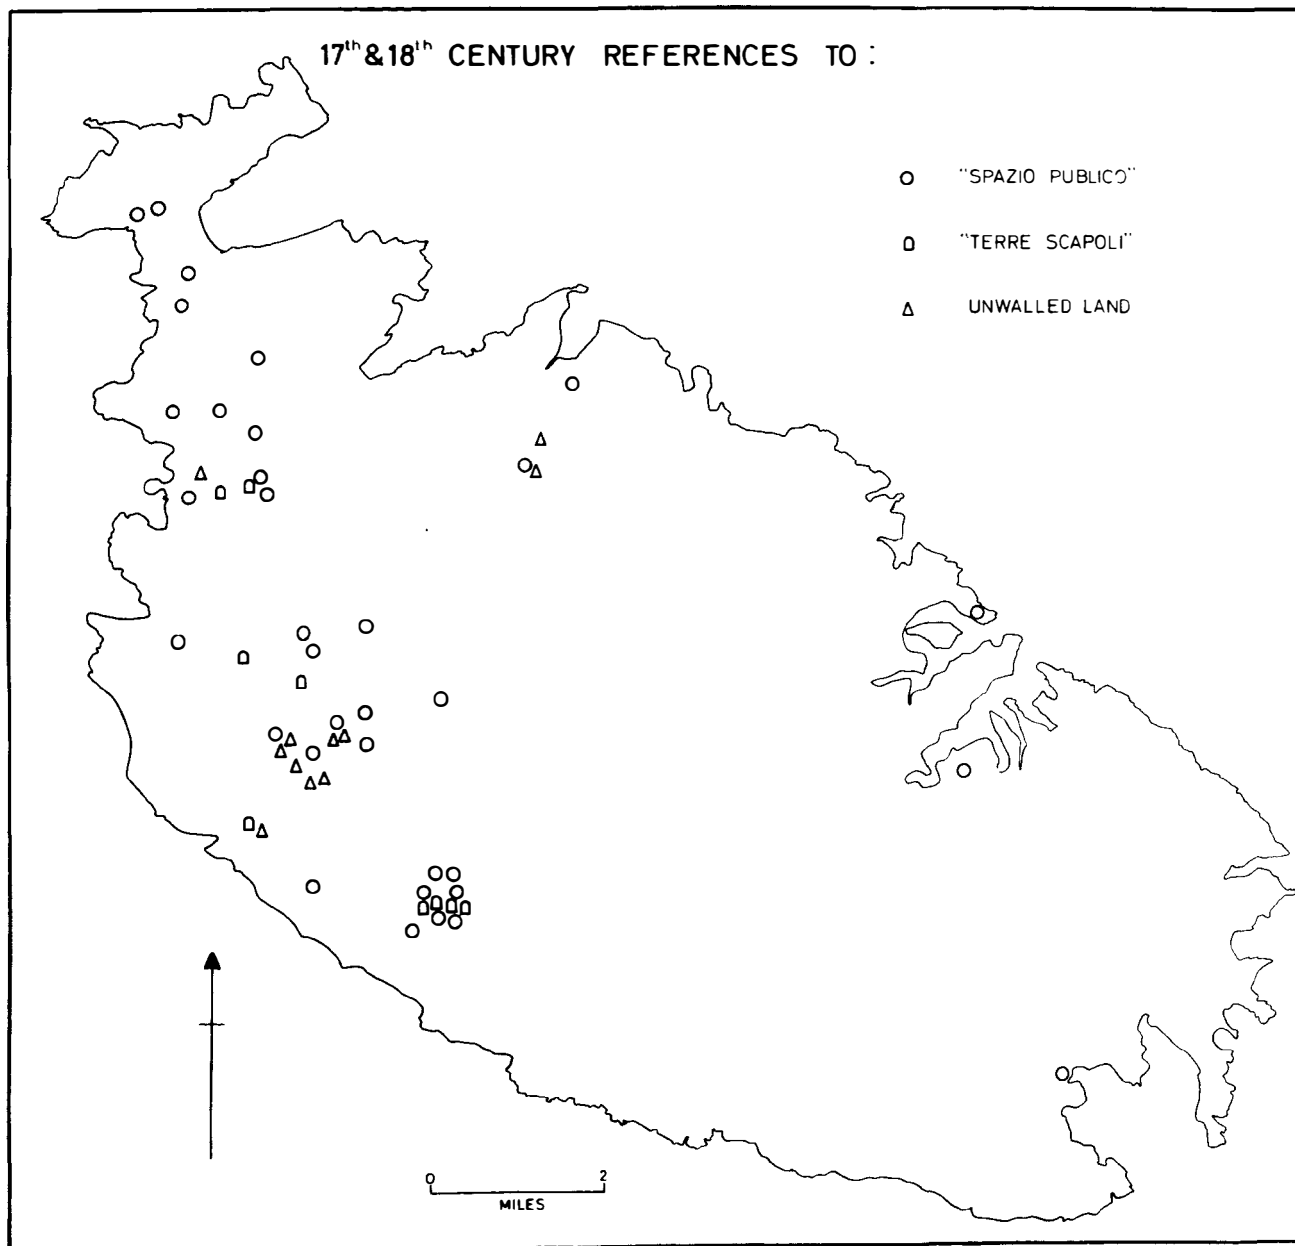 17th & 18th CENTURY REFERENCES TO :
"SPAZIO PUBLICO"
"TERRE SCAPOLI"
UNWALLED LAND
0 2
MILES